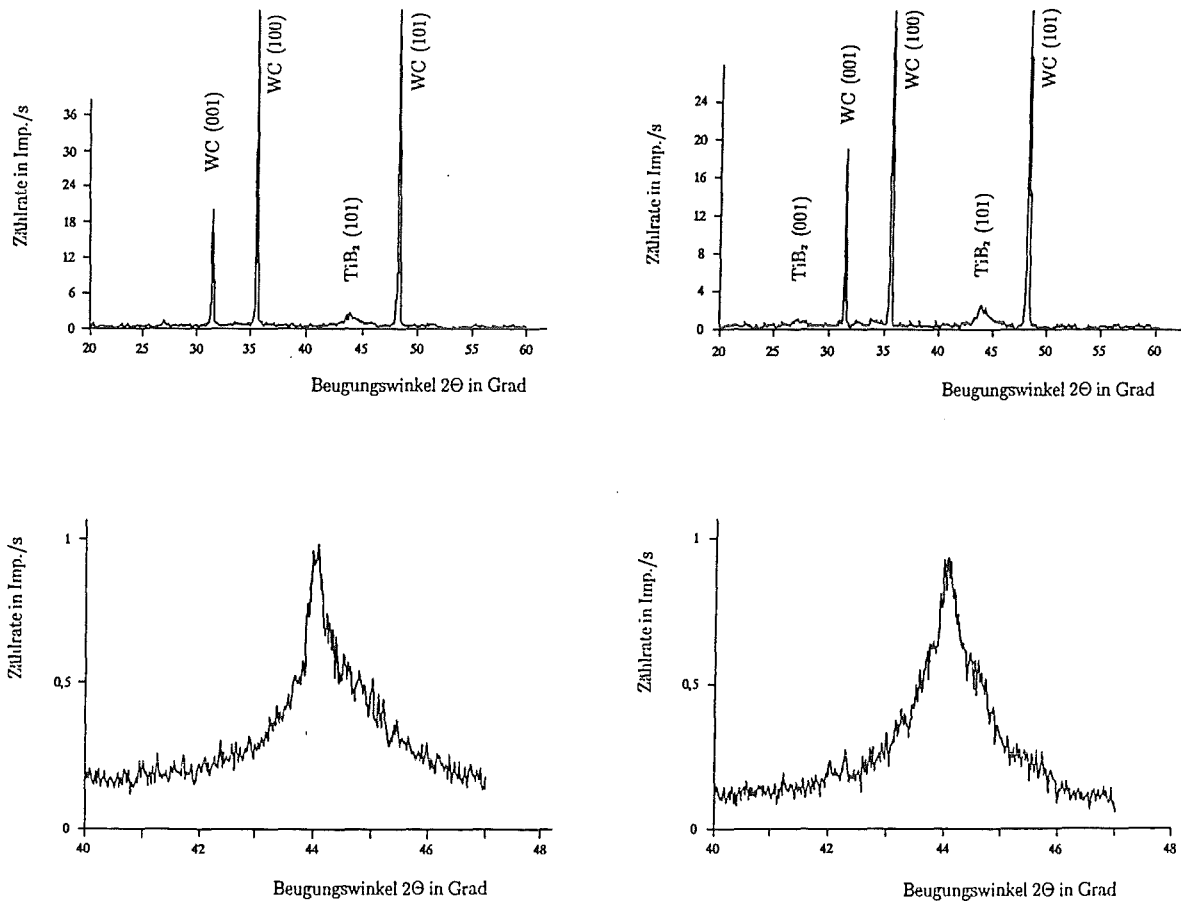 Zählrate in Imp./s
36
30
24
18
12
6
0
WC (001)
WC (100)
TiB₂ (101)
WC (101)
20 25 30 35 40 45 50 55 60
Beugungswinkel 2Θ in Grad
Zählrate in Imp./s
24
20
16
12
8
4
0
TiB₂ (001)
WC (001)
WC (100)
TiB₂ (101)
WC (101)
20 25 30 35 40 45 50 55 60
Beugungswinkel 2Θ in Grad
Zählrate in Imp./s
1
0,5
0
40 42 44 46 48
Beugungswinkel 2Θ in Grad
Zählrate in Imp./s
1
0,5
0
40 42 44 46 48
Beugungswinkel 2Θ in Grad